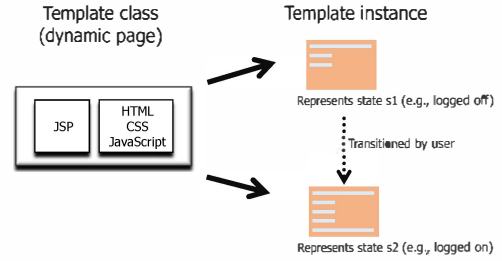 Template class
(dynamic page)
Template instance
JSP
HTML
CSS
JavaScript
Represents state s1 (e.g., logged off)
Transitioned by user
Represents state s2 (e.g., logged on)